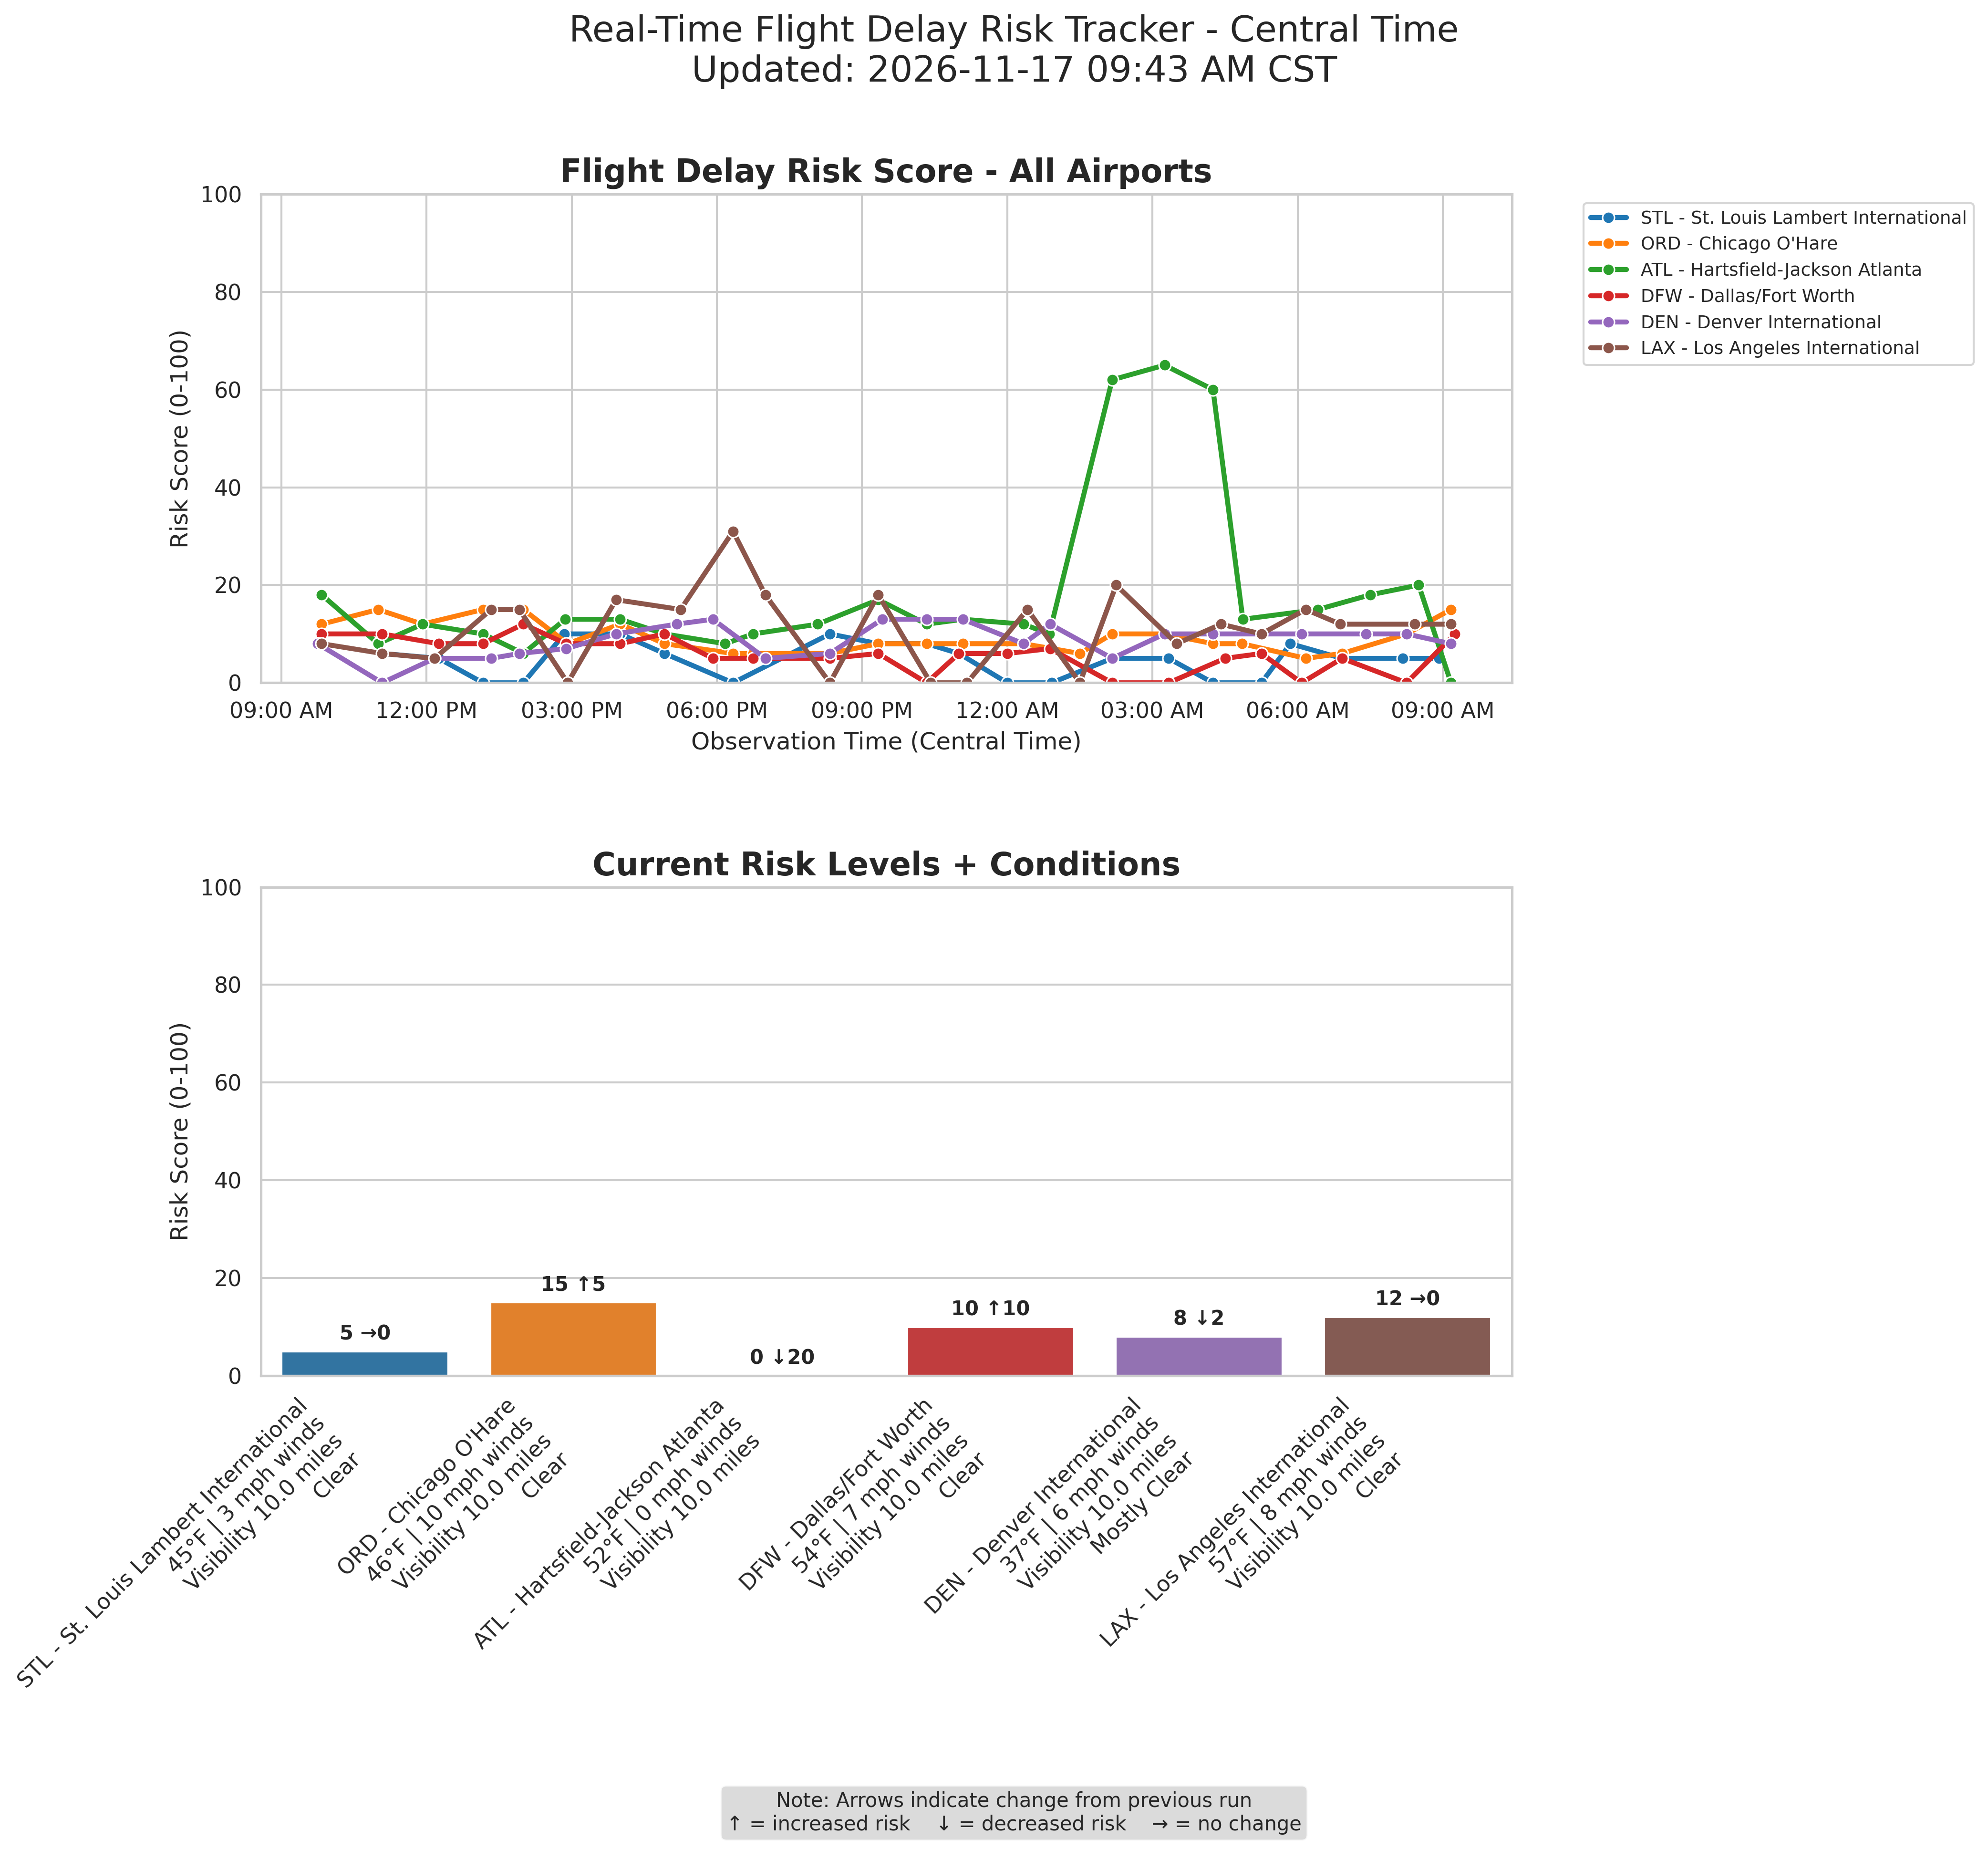 Real-Time Flight Delay Risk Tracker - Central Time
Updated: 2026-11-17 09:43 AM CST
Flight Delay Risk Score - All Airports
Risk Score (0-100)
100
80
60
40
20
0
09:00 AM
12:00 PM
03:00 PM
06:00 PM
09:00 PM
12:00 AM
03:00 AM
06:00 AM
09:00 AM
Observation Time (Central Time)
STL - St. Louis Lambert International
ORD - Chicago O'Hare
ATL - Hartsfield-Jackson Atlanta
DFW - Dallas/Fort Worth
DEN - Denver International
LAX - Los Angeles International
Current Risk Levels + Conditions
Risk Score (0-100)
100
80
60
40
20
0
5 →0
15 ↑5
0 ↓20
10 ↑10
8 ↓2
12 →0
STL - St. Louis Lambert International
45°F | 3 mph winds
Visibility 10.0 miles
Clear
ORD - Chicago O'Hare
46°F | 10 mph winds
Visibility 10.0 miles
Clear
ATL - Hartsfield-Jackson Atlanta
52°F | 0 mph winds
Visibility 10.0 miles
DFW - Dallas/Fort Worth
54°F | 7 mph winds
Visibility 10.0 miles
Clear
DEN - Denver International
37°F | 6 mph winds
Visibility 10.0 miles
Mostly Clear
LAX - Los Angeles International
57°F | 8 mph winds
Visibility 10.0 miles
Clear
Note: Arrows indicate change from previous run
↑ = increased risk    ↓ = decreased risk    → = no change